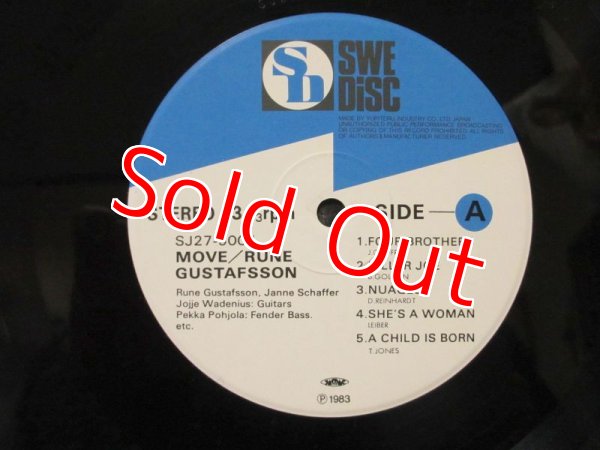 SWE
DiSC
MADE BY YUPITERU INDUSTRY CO., LTD. JAPAN
UNAUTHORIZED PUBLIC PERFORMANCE BROADCASTING
OR COPYING OF THIS RECORD PROHIBITED. ALL RIGHTS
OF AUTHORS & MANUFACTURER RESERVED.
Sold Out
STEREO rpm
SIDE A
MOVE/RUNE
GUSTAFSSON
Rune Gustafsson, Janne Schaffer
Jojje Wadenius: Guitars
Pekka Pohjola: Fender Bass.
etc.
1. FOUR BROTHER
2.
3. NUAGES
D. REINHARDT
4. SHE'S A WOMAN
LEIBER
5. A CHILD IS BORN
T. JONES
Ⓟ 1983